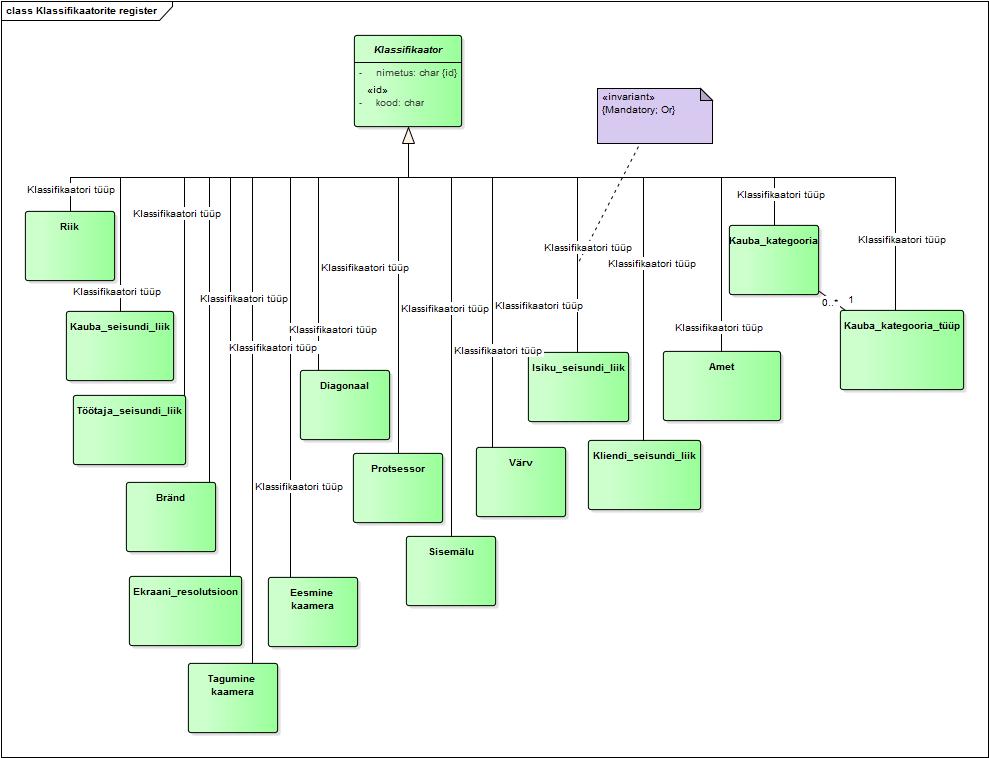 class Klassifikaatorite register
Klassifikaator
- nimetus: char {id}
«id»
- kood: char
«invariant»
{Mandatory; Or}
Klassifikaatori tüüp
Riik
Klassifikaatori tüüp
Kauba_seisundi_liik
Klassifikaatori tüüp
Töötaja_seisundi_liik
Klassifikaatori tüüp
Bränd
Klassifikaatori tüüp
Ekraani_resolutsioon
Tagumine
kaamera
Klassifikaatori tüüp
Eesmine
kaamera
Klassifikaatori tüüp
Diagonaal
Klassifikaatori tüüp
Protsessor
Klassifikaatori tüüp
Sisemälu
Klassifikaatori tüüp
Klassifikaatori tüüp
Värv
Klassifikaatori tüüp
Isiku_seisundi_liik
Klassifikaatori tüüp
Kliendi_seisundi_liik
Klassifikaatori tüüp
Amet
Klassifikaatori tüüp
Kauba_kategooria
0..*
1
Klassifikaatori tüüp
Kauba_kategooria_tüüp